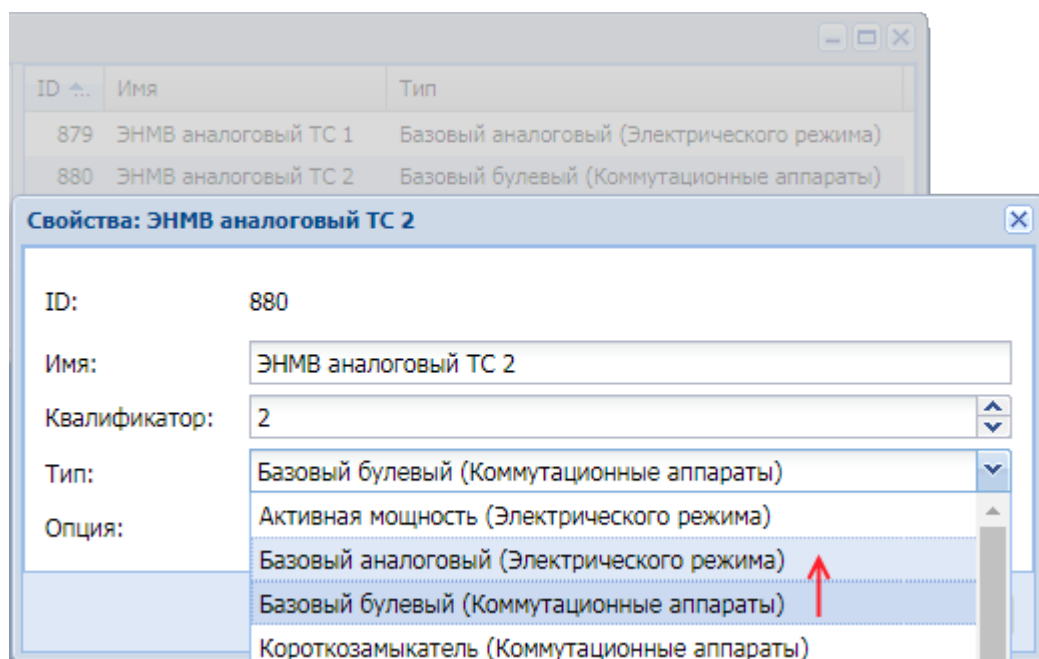 ID Имя Тип
879 ЭНМВ аналоговый ТС 1 Базовый аналоговый (Электрического режима)
880 ЭНМВ аналоговый ТС 2 Базовый булевый (Коммутационные аппараты)
Свойства: ЭНМВ аналоговый ТС 2
ID: 880
Имя: ЭНМВ аналоговый ТС 2
Квалификатор: 2
Тип: Базовый булевый (Коммутационные аппараты)
Активная мощность (Электрического режима)
Опция:
Базовый аналоговый (Электрического режима)
Базовый булевый (Коммутационные аппараты)
Короткозамыкатель (Коммутационные аппараты)